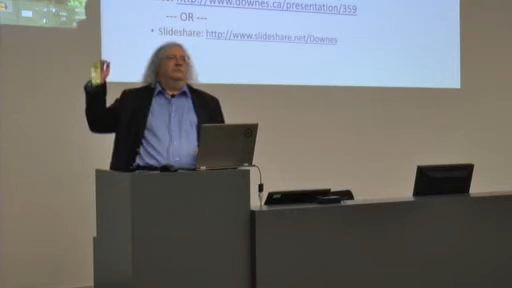 http://www.downes.ca/presentation/359
--- OR ---
• Slideshare: http://www.slideshare.net/Downes